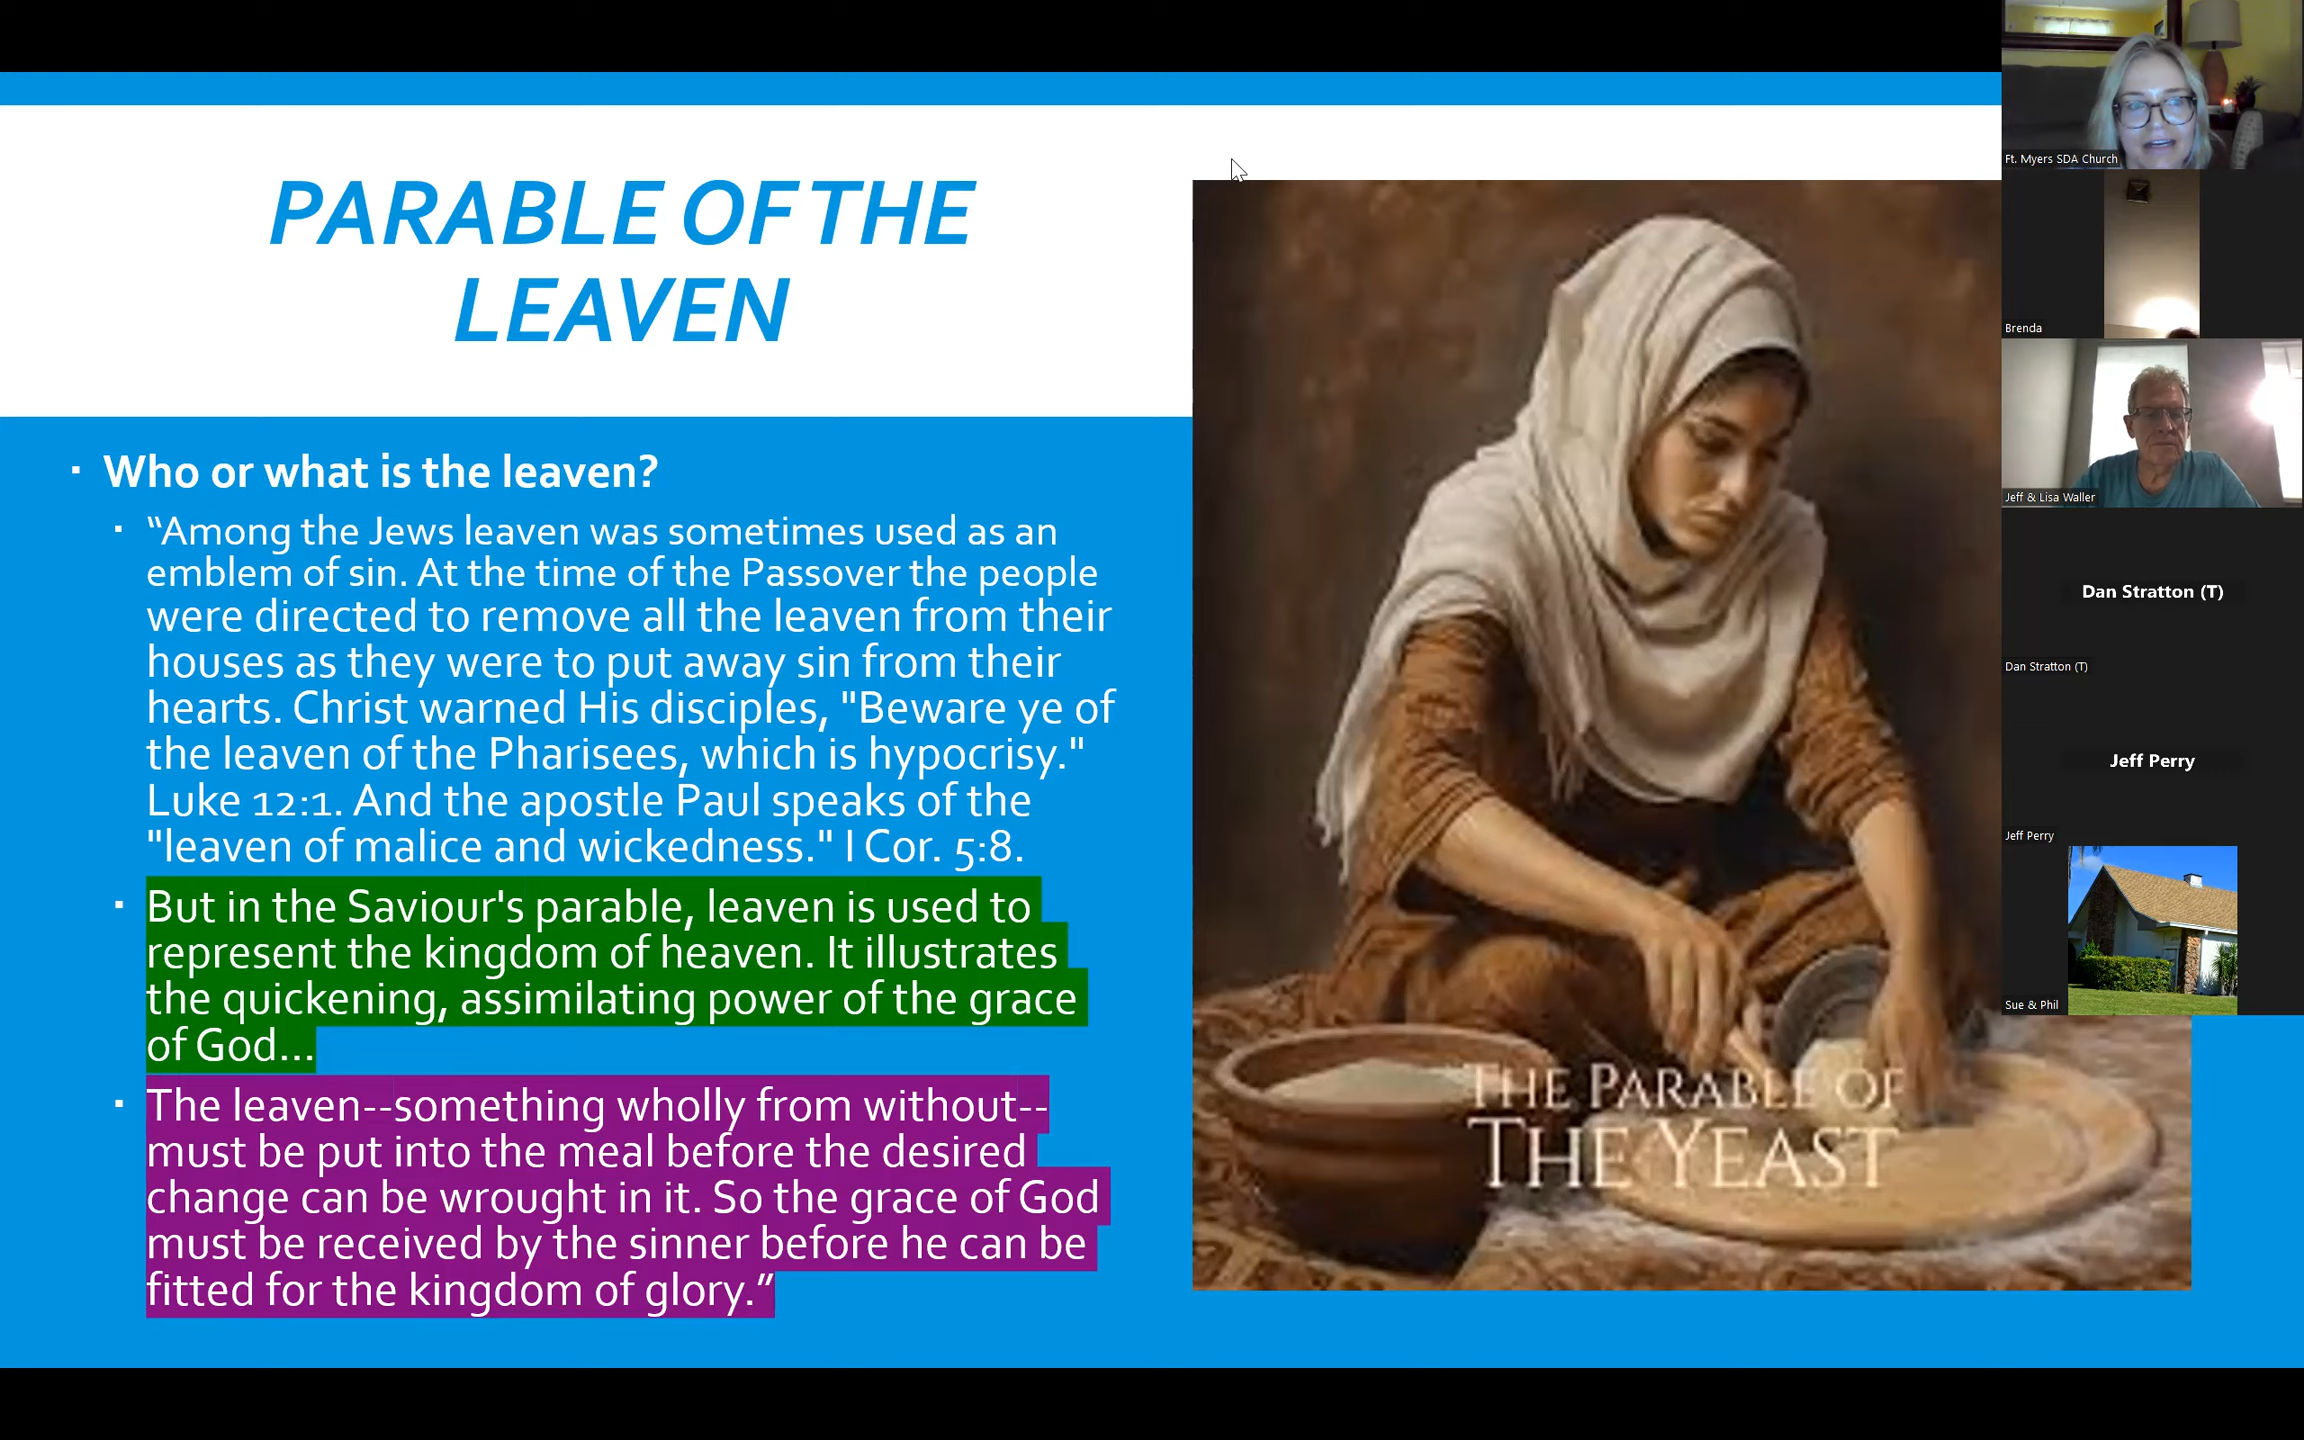 PARABLE OF THE
LEAVEN
▪ Who or what is the leaven?
▪ “Among the Jews leaven was sometimes used as an
emblem of sin. At the time of the Passover the people
were directed to remove all the leaven from their
houses as they were to put away sin from their
hearts. Christ warned His disciples, "Beware ye of
the leaven of the Pharisees, which is hypocrisy."
Luke 12:1. And the apostle Paul speaks of the
"leaven of malice and wickedness." I Cor. 5:8.
▪ But in the Saviour's parable, leaven is used to
represent the kingdom of heaven. It illustrates
the quickening, assimilating power of the grace
of God...
▪ The leaven--something wholly from without--
must be put into the meal before the desired
change can be wrought in it. So the grace of God
must be received by the sinner before he can be
fitted for the kingdom of glory.”
THE PARABLE OF
THE YEAST
Ft. Myers SDA Church
Brenda
Jeff & Lisa Waller
Dan Stratton (T)
Dan Stratton (T)
Jeff Perry
Jeff Perry
Sue & Phil